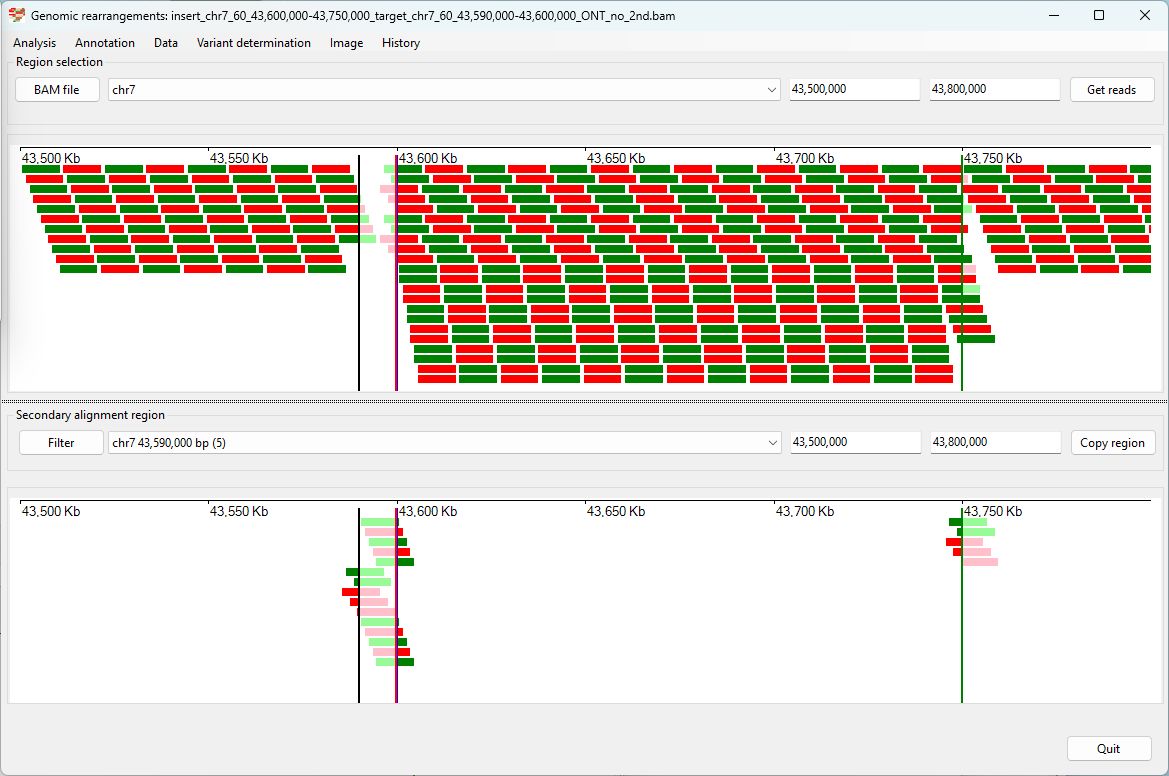 Genomic rearrangements: insert_chr7_60_43,600,000-43,750,000_target_chr7_60_43,590,000-43,600,000_ONT_no_2nd.bam
Analysis Annotation Data Variant determination Image History
Region selection
BAM file chr7 43,500,000 43,800,000 Get reads
43,500 Kb 43,550 Kb 43,600 Kb 43,650 Kb 43,700 Kb 43,750 Kb
Secondary alignment region
Filter chr7 43,590,000 bp (5) 43,500,000 43,800,000 Copy region
43,500 Kb 43,550 Kb 43,600 Kb 43,650 Kb 43,700 Kb 43,750 Kb
Quit